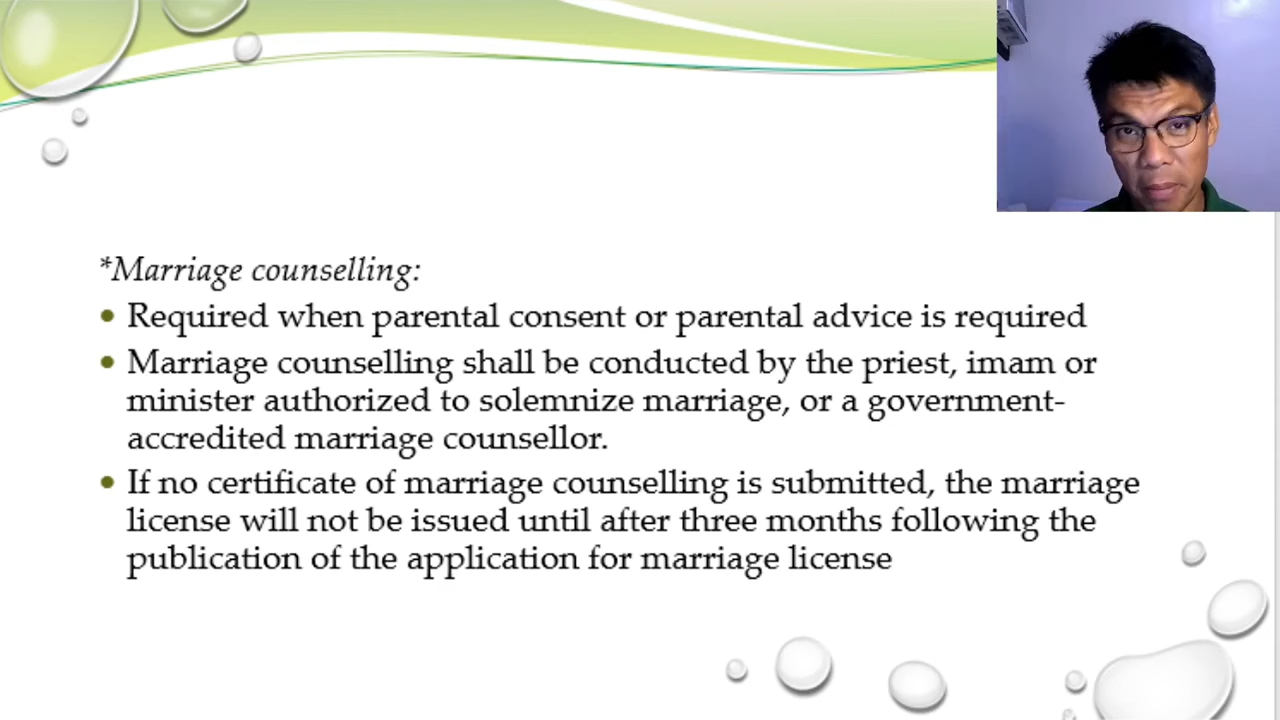 *Marriage counselling:
• Required when parental consent or parental advice is required
• Marriage counselling shall be conducted by the priest, imam or
minister authorized to solemnize marriage, or a government-
accredited marriage counsellor.
• If no certificate of marriage counselling is submitted, the marriage
license will not be issued until after three months following the
publication of the application for marriage license